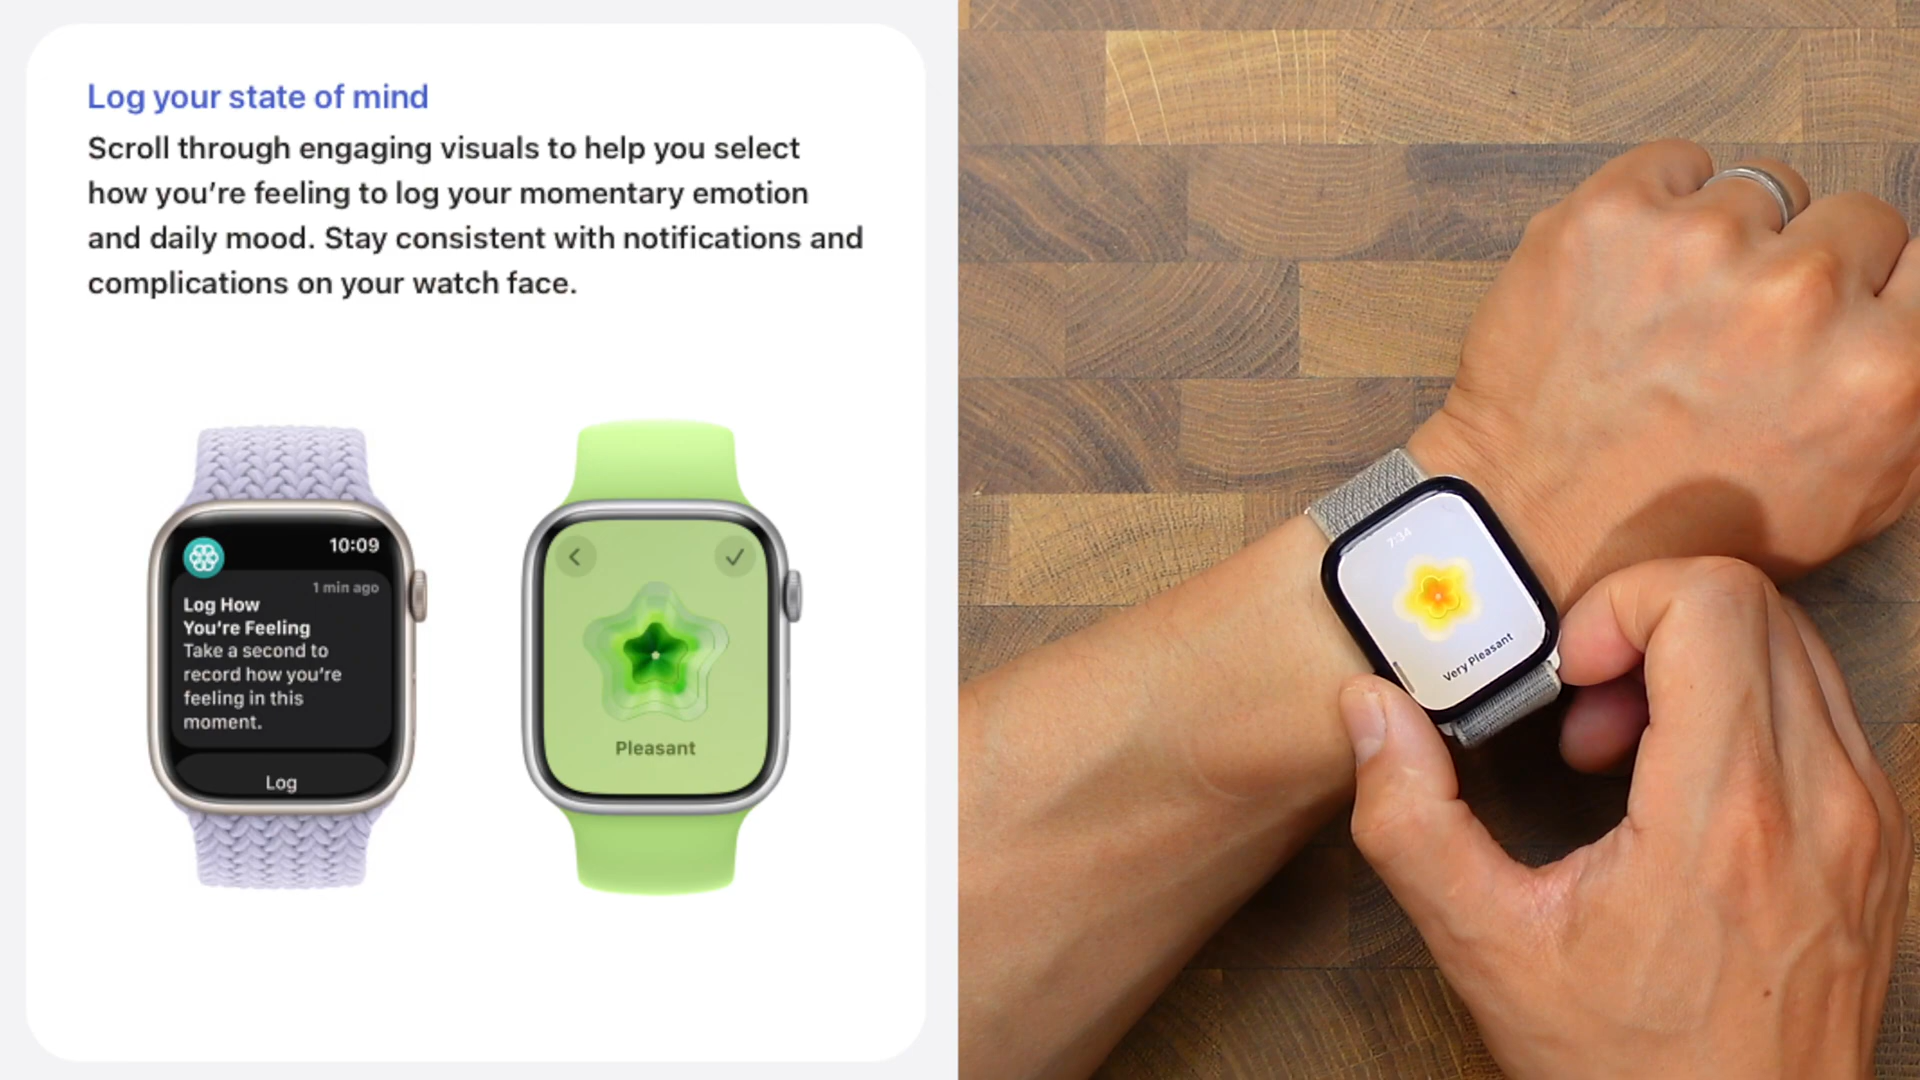 Log your state of mind
Scroll through engaging visuals to help you select
how you’re feeling to log your momentary emotion
and daily mood. Stay consistent with notifications and
complications on your watch face.
10:09
1 min ago
Log How
You’re Feeling
Take a second to
record how you’re
feeling in this
moment.
Log
Pleasant
7:34
Very Pleasant